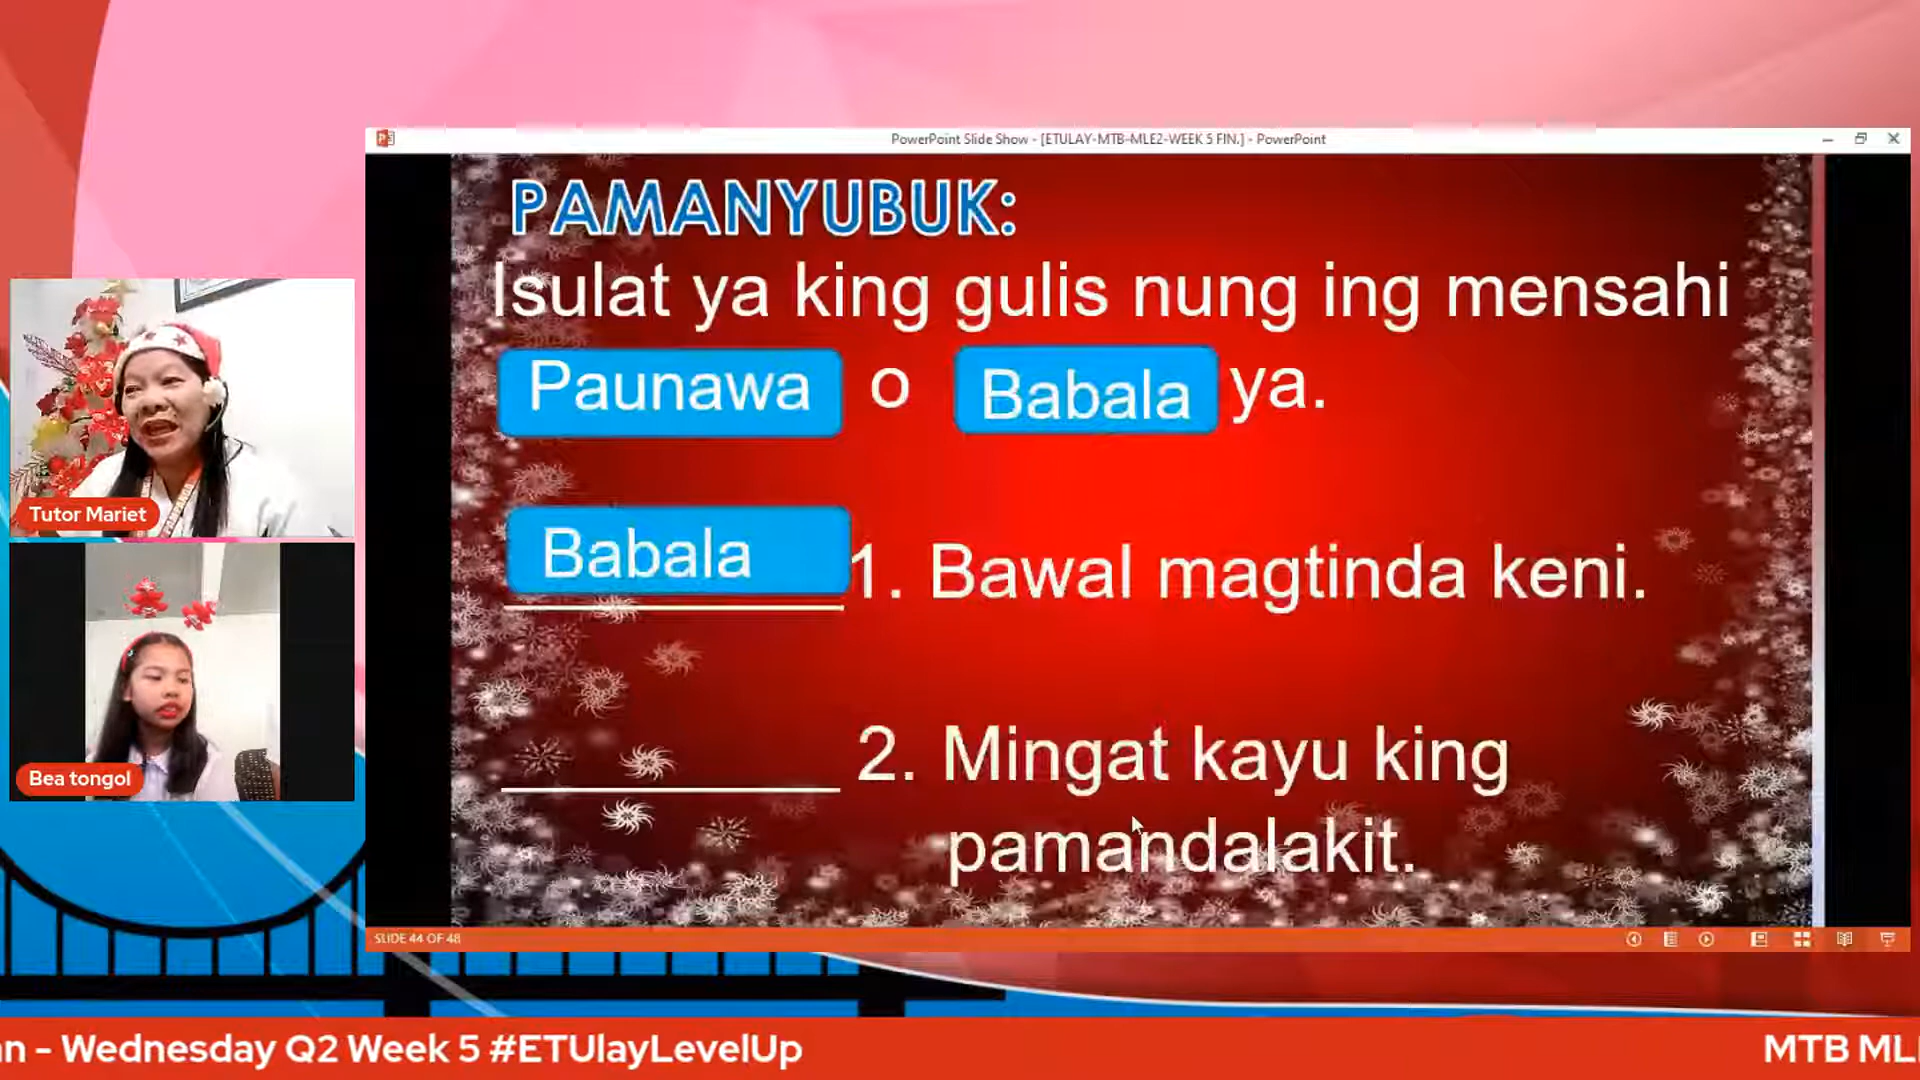 PowerPoint Slide Show - [ETULAY-MTB-MLE2-WEEK 5 FIN.] - PowerPoint
PAMANYUBUK:
Isulat ya king gulis nung ing mensahi
Paunawa o Babala ya.
Babala 1. Bawal magtinda keni.
2. Mingat kayu king
pamandalakit.
Tutor Mariet
Bea tongol
SLIDE 44 OF 48
an - Wednesday Q2 Week 5 #ETUlayLevelUp
MTB ML